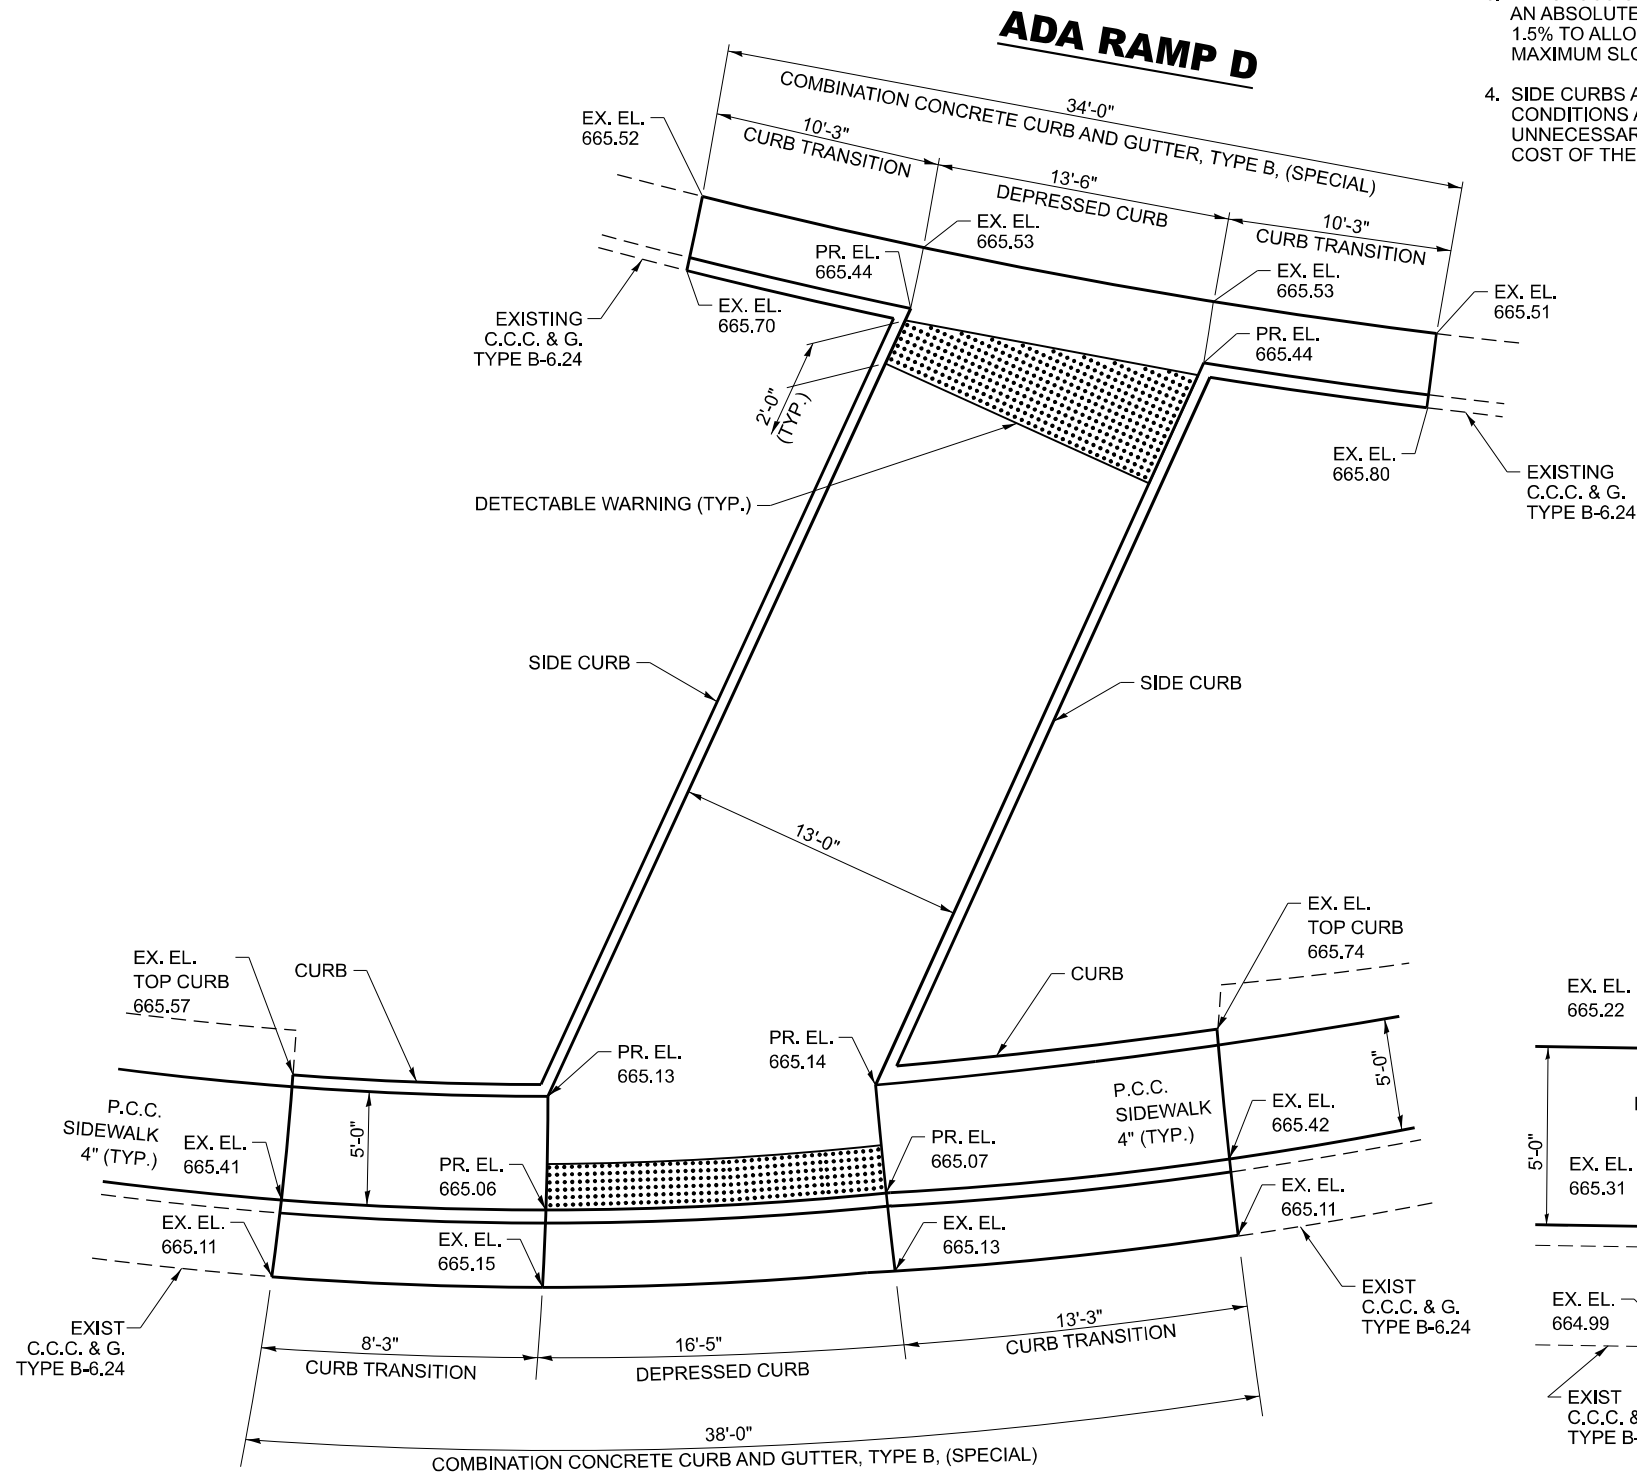 ADA RAMP D
AN ABSOLUTE
1.5% TO ALLO
MAXIMUM SLO
4. SIDE CURBS A
CONDITIONS A
UNNECESSAR
COST OF THE
34'-0"
COMBINATION CONCRETE CURB AND GUTTER, TYPE B, (SPECIAL)
10'-3"
CURB TRANSITION
13'-6"
DEPRESSED CURB
10'-3"
CURB TRANSITION
EX. EL.
665.52
EX. EL.
665.53
PR. EL.
665.44
EX. EL.
665.53
EX. EL.
665.51
EX. EL.
665.70
EXISTING
C.C.C. & G.
TYPE B-6.24
PR. EL.
665.44
2'-0"
(TYP.)
EX. EL.
665.80
EXISTING
C.C.C. & G.
TYPE B-6.24
DETECTABLE WARNING (TYP.)
SIDE CURB
SIDE CURB
13'-0"
EX. EL.
TOP CURB
665.57
CURB
EX. EL.
TOP CURB
665.74
CURB
PR. EL.
665.13
PR. EL.
665.14
P.C.C.
SIDEWALK
4" (TYP.)
5'-0"
P.C.C.
SIDEWALK
4" (TYP.)
5'-0"
EX. EL.
665.41
PR. EL.
665.06
PR. EL.
665.07
EX. EL.
665.42
EX. EL.
665.11
EX. EL.
665.15
EX. EL.
665.13
EX. EL.
665.11
EXIST
C.C.C. & G.
TYPE B-6.24
EXIST
C.C.C. & G.
TYPE B-6.24
8'-3"
CURB TRANSITION
16'-5"
DEPRESSED CURB
13'-3"
CURB TRANSITION
38'-0"
COMBINATION CONCRETE CURB AND GUTTER, TYPE B, (SPECIAL)
EX. EL.
665.22
5'-0"
EX. EL.
665.31
EX. EL.
664.99
EXIST
C.C.C. &
TYPE B-